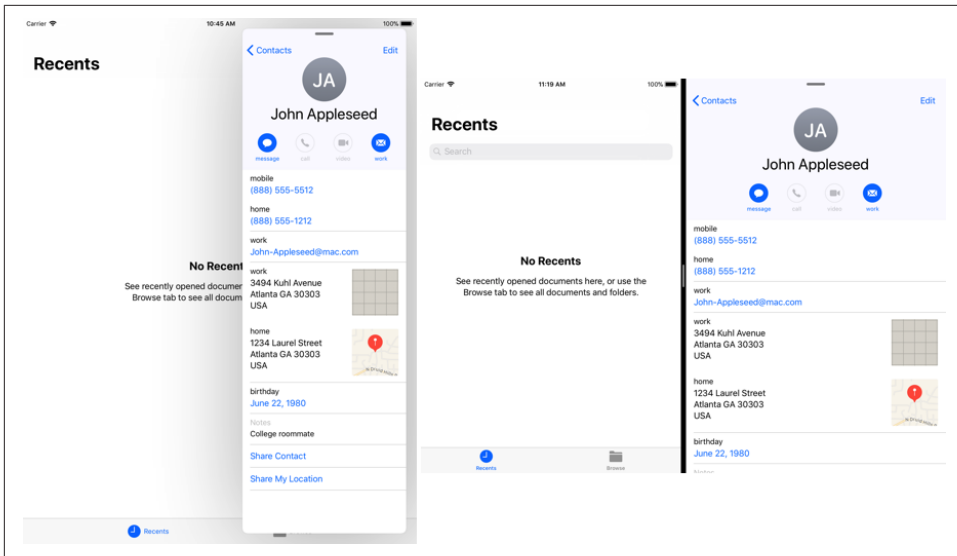 Carrier
10:45 AM
100%
Recents
No Recent
See recently opened documen
Browse tab to see all docum
Recents
Contacts
Edit
JA
John Appleseed
message
call
video
work
mobile
(888) 555-5512
home
(888) 555-1212
work
John-Appleseed@mac.com
work
3494 Kuhl Avenue
Atlanta GA 30303
USA
home
1234 Laurel Street
Atlanta GA 30303
USA
birthday
June 22, 1980
Notes
College roommate
Share Contact
Share My Location
Carrier
11:19 AM
100%
Recents
Search
No Recents
See recently opened documents here, or use the
Browse tab to see all documents and folders.
Recents
Browse
Contacts
Edit
JA
John Appleseed
message
call
video
work
mobile
(888) 555-5512
home
(888) 555-1212
work
John-Appleseed@mac.com
work
3494 Kuhl Avenue
Atlanta GA 30303
USA
home
1234 Laurel Street
Atlanta GA 30303
USA
birthday
June 22, 1980
Notes